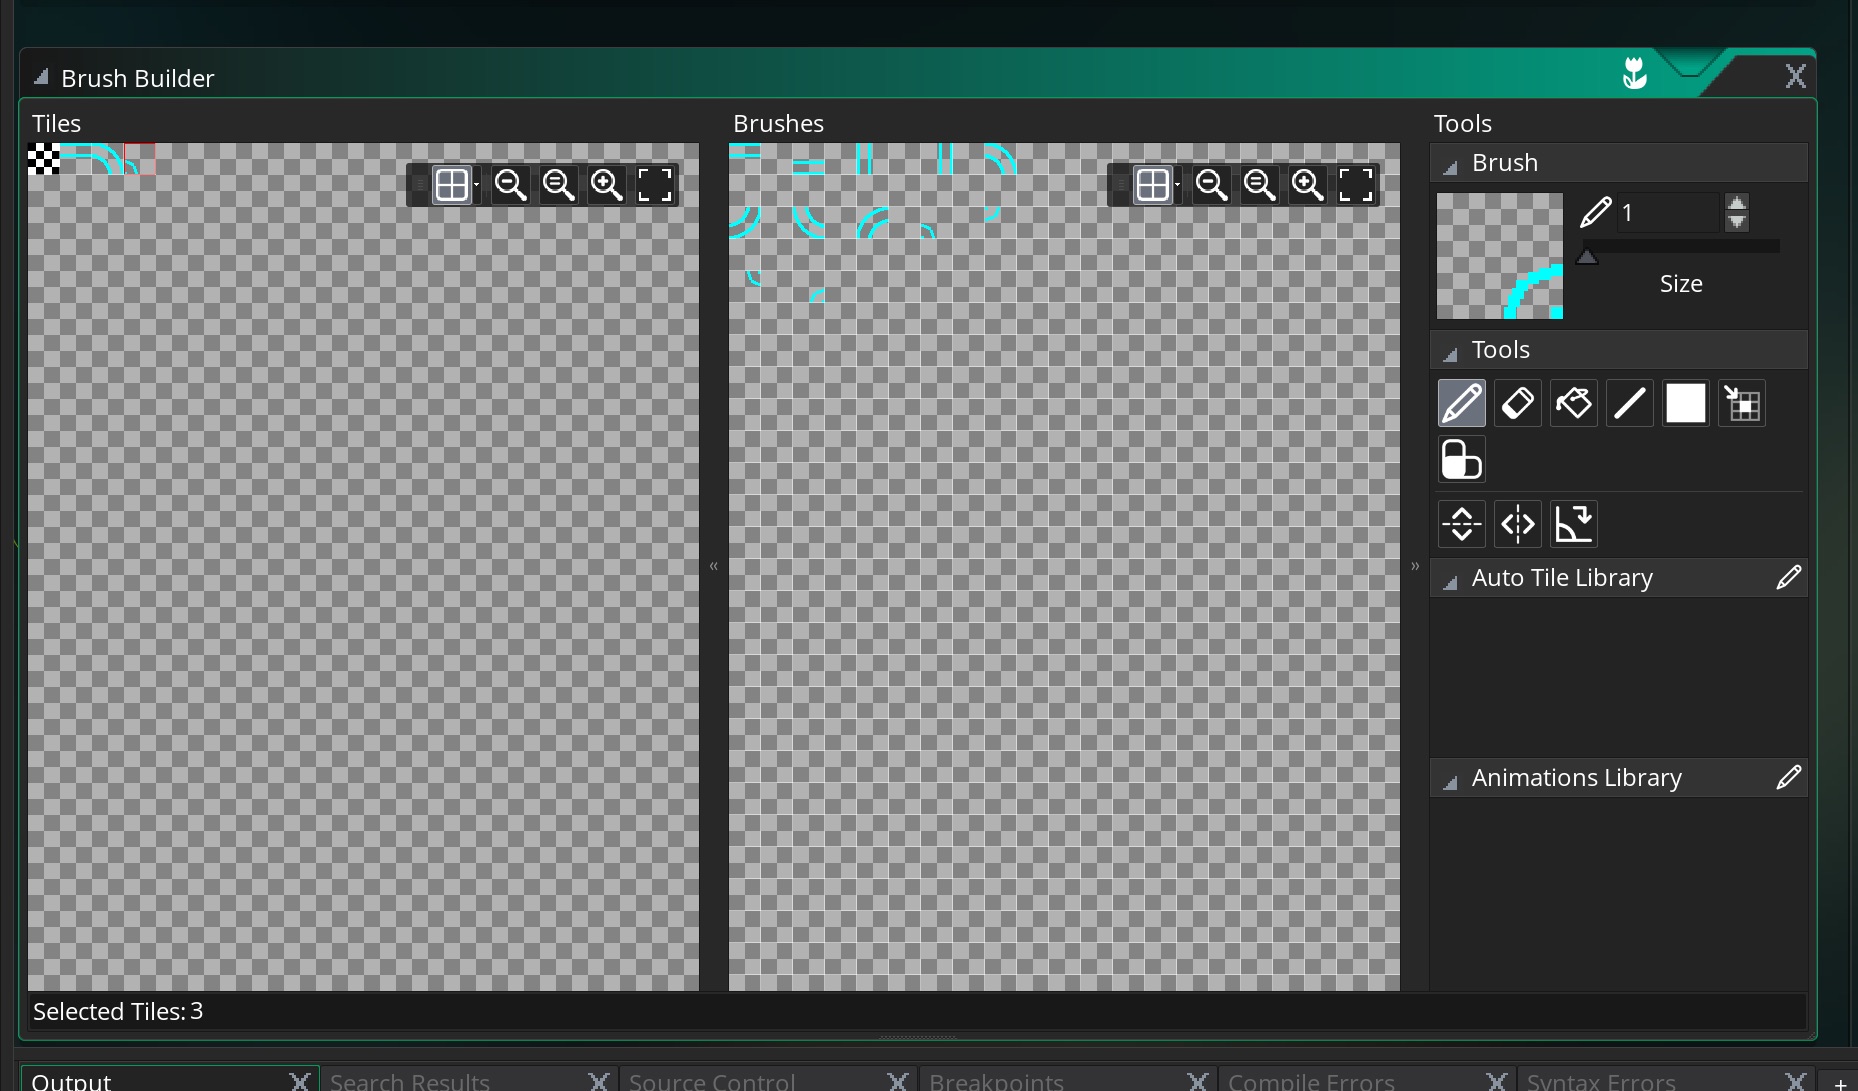 Brush Builder
Tiles
Brushes
Tools
Brush
1
Size
Tools
Auto Tile Library
Animations Library
Selected Tiles: 3
Output
Search Results
Source Control
Breakpoints
Compile Errors
Syntax Errors